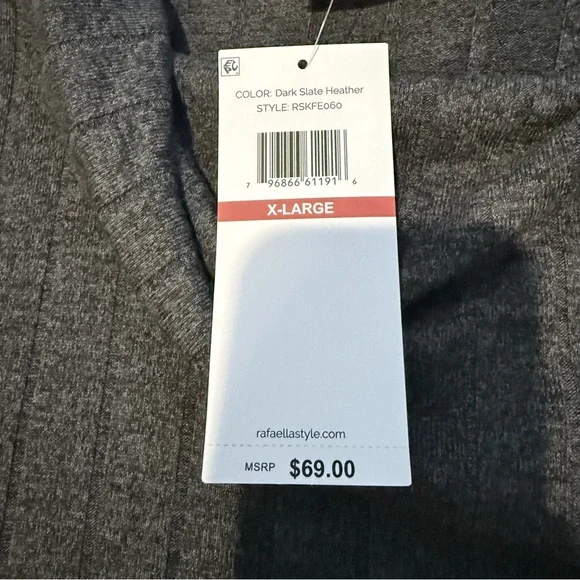 COLOR: Dark Slate Heather
STYLE: RSKFE060
7 96866 61191 6
X-LARGE
rafaellastyle.com
MSRP $69.00